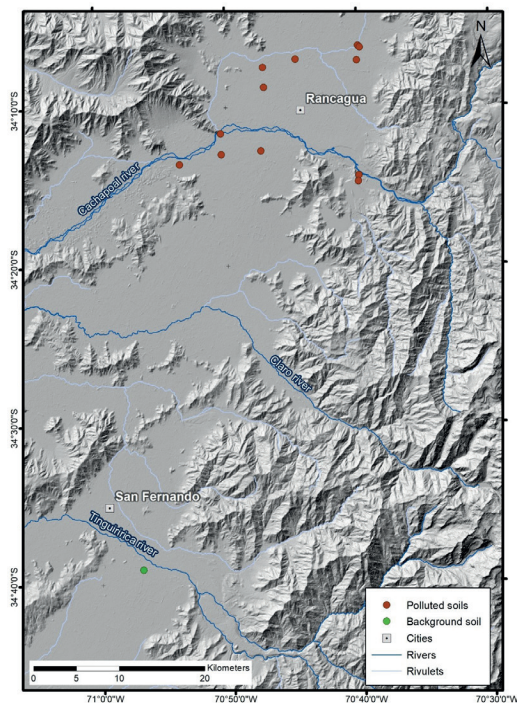 N
Rancagua
34°10'0"S
Cachapoal river
34°20'0"S
Claro river
34°30'0"S
San Fernando
Tinguiririca river
34°40'0"S
Polluted soils
Background soil
Cities
Rivers
Rivulets
Kilometers
0 5 10 20
71°0'0"W 70°50'0"W 70°40'0"W 70°30'0"W